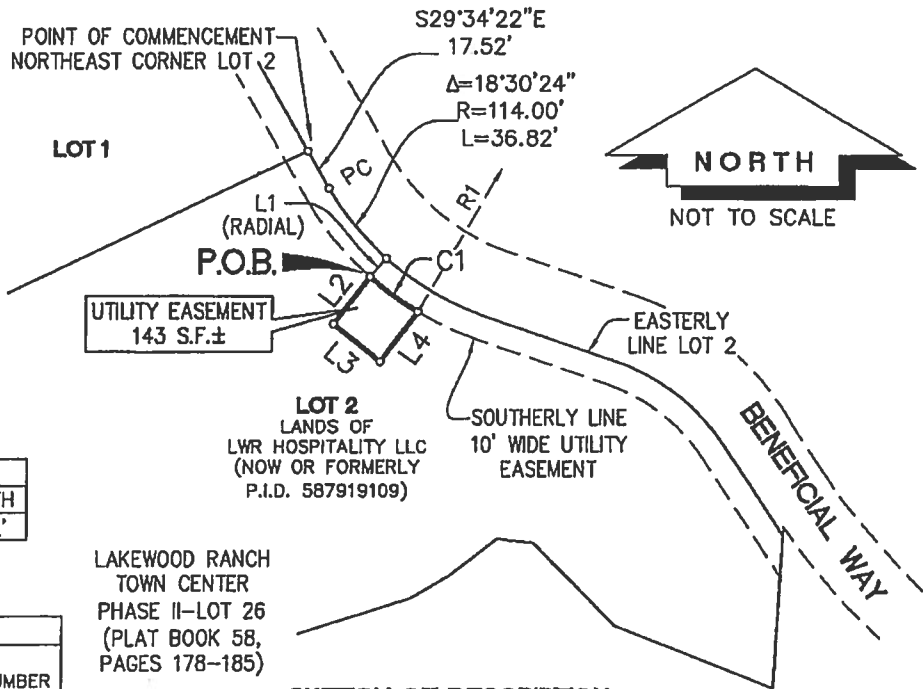 POINT OF COMMENCEMENT
NORTHEAST CORNER LOT 2
S29°34'22"E
17.52'
Δ=18°30'24"
R=114.00'
L=36.82'
NORTH
NOT TO SCALE
LOT 1
PC
L1
(RADIAL)
R1
P.O.B.
C1
L2
UTILITY EASEMENT
143 S.F.±
L3
L4
EASTERLY
LINE LOT 2
LOT 2
LANDS OF
LWR HOSPITALITY LLC
(NOW OR FORMERLY
P.I.D. 587919109)
SOUTHERLY LINE
10' WIDE UTILITY
EASEMENT
BENEFICIAL WAY
TH
'
LAKEWOOD RANCH
TOWN CENTER
PHASE II-LOT 26
(PLAT BOOK 58,
PAGES 178-185)
UMBER